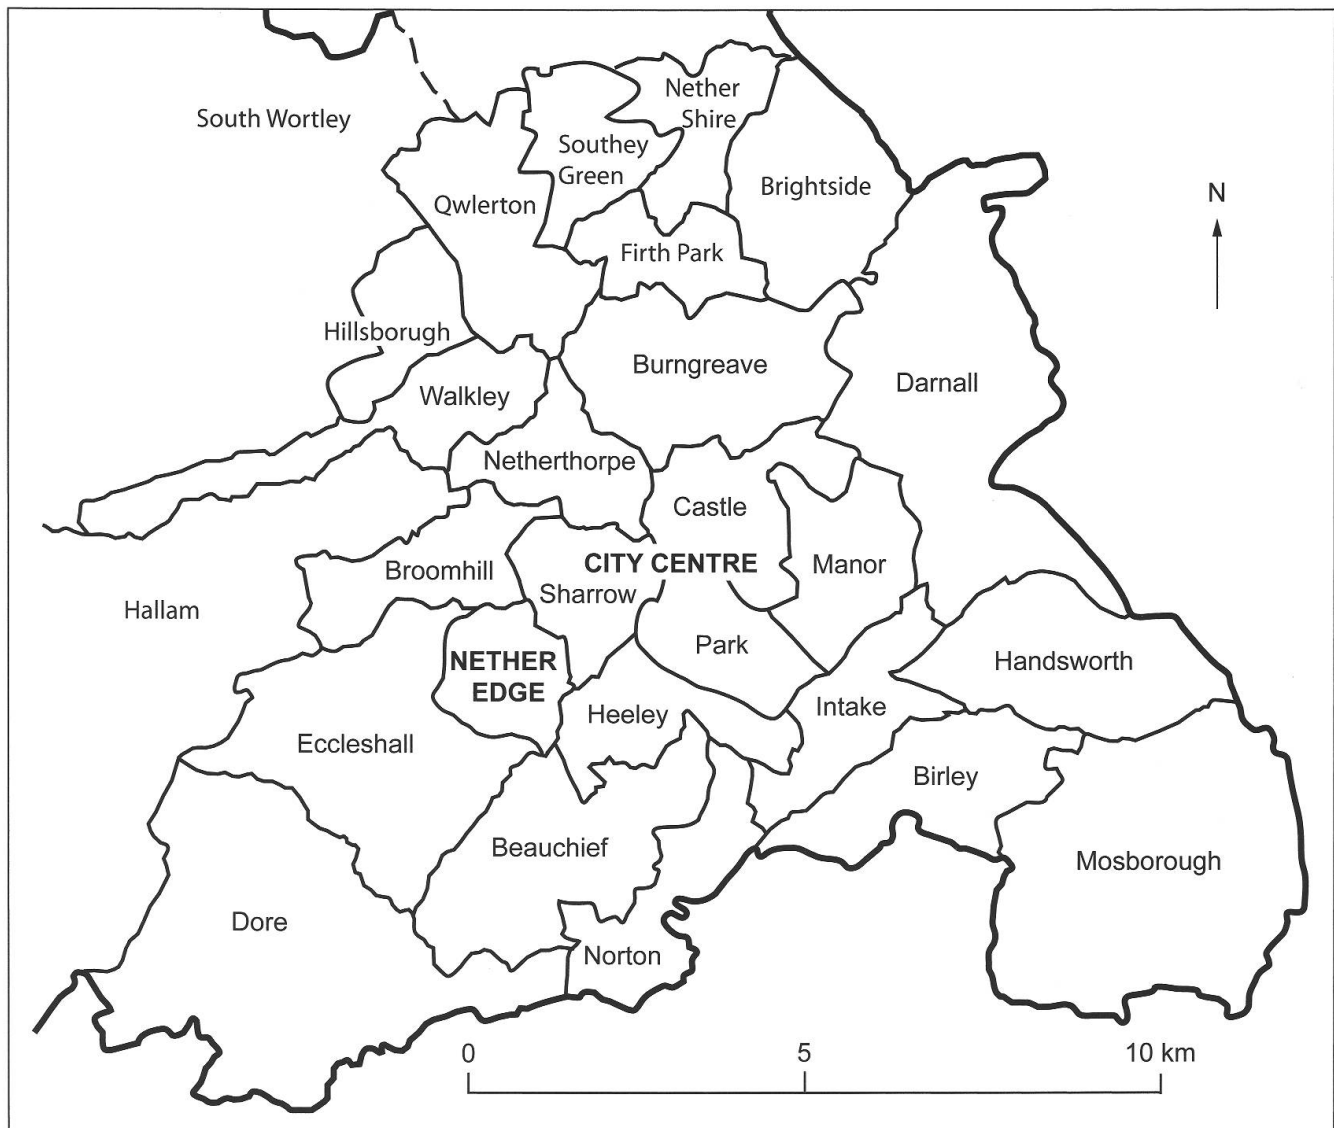 South Wortley
Nether
Shire
Southey
Green
Qwlerton
Brightside
N
Firth Park
Hillsborough
Burngreave
Walkley
Darnall
Netherthorpe
Castle
CITY CENTRE
Manor
Broomhill
Sharrow
Hallam
Park
NETHER
EDGE
Handsworth
Heeley
Intake
Eccleshall
Birley
Beauchief
Mosborough
Dore
Norton
0 5 10 km